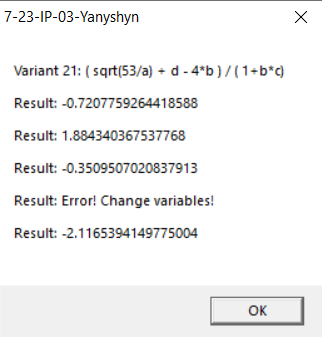 7-23-IP-03-Yanyshyn
Variant 21: ( sqrt(53/a) + d - 4*b ) / ( 1+b*c)
Result: -0.7207759264418588
Result: 1.884340367537768
Result: -0.3509507020837913
Result: Error! Change variables!
Result: -2.1165394149775004
OK